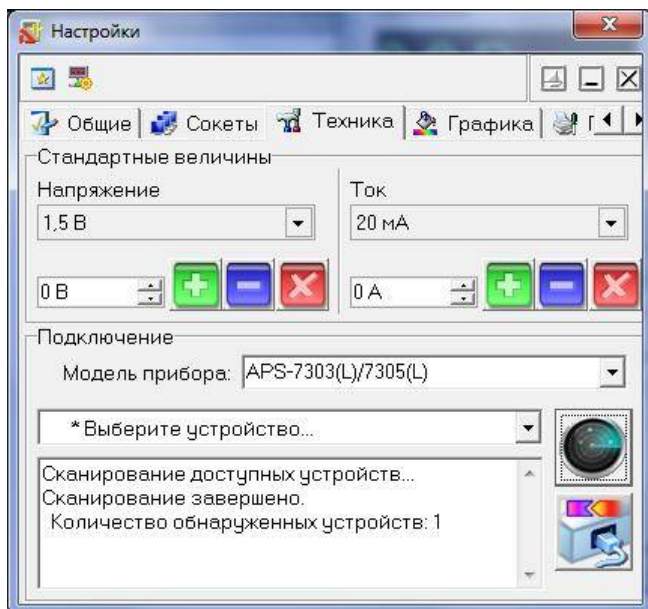 Настройки
Общие Сокеты Техника Графика
Стандартные величины
Напряжение Ток
1,5 В 20 мА
0 В 0 А
Подключение
Модель прибора: APS-7303(L)/7305(L)
* Выберите устройство...
Сканирование доступных устройств...
Сканирование завершено.
Количество обнаруженных устройств: 1